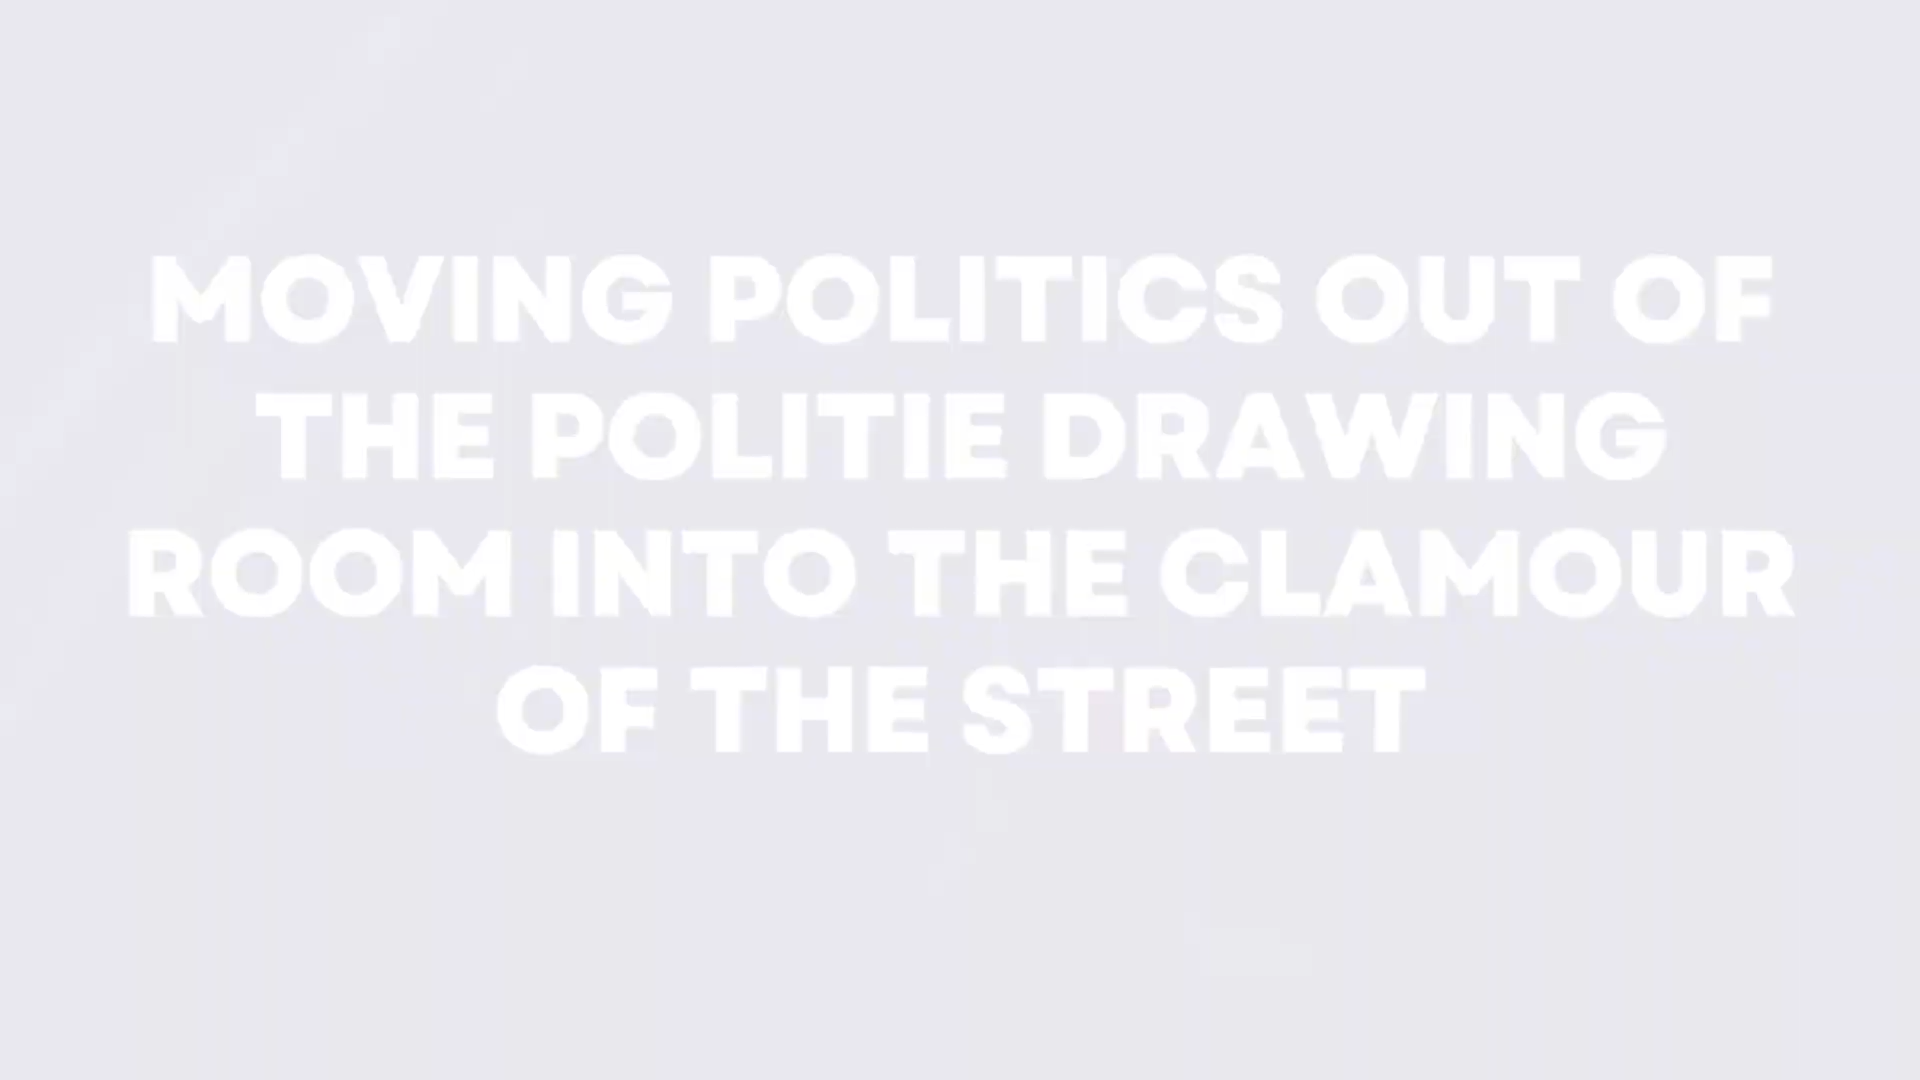 MOVING POLITICS OUT OF
THE POLITIE DRAWING
ROOM INTO THE CLAMOUR
OF THE STREET